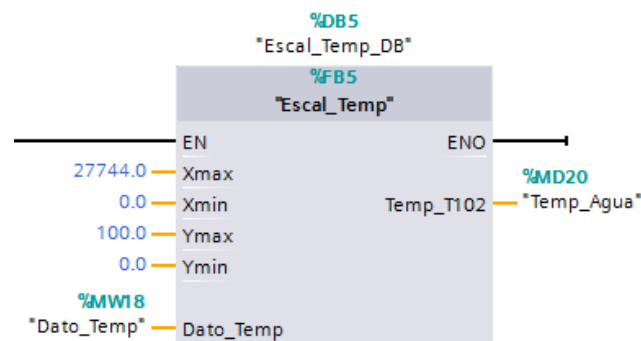 %DB5
"Escal_Temp_DB"
%FB5
"Escal_Temp"
EN ENO
27744.0 Xmax
%MD20
0.0 Xmin Temp_T102 "Temp_Agua"
100.0 Ymax
0.0 Ymin
%MW18
"Dato_Temp" Dato_Temp